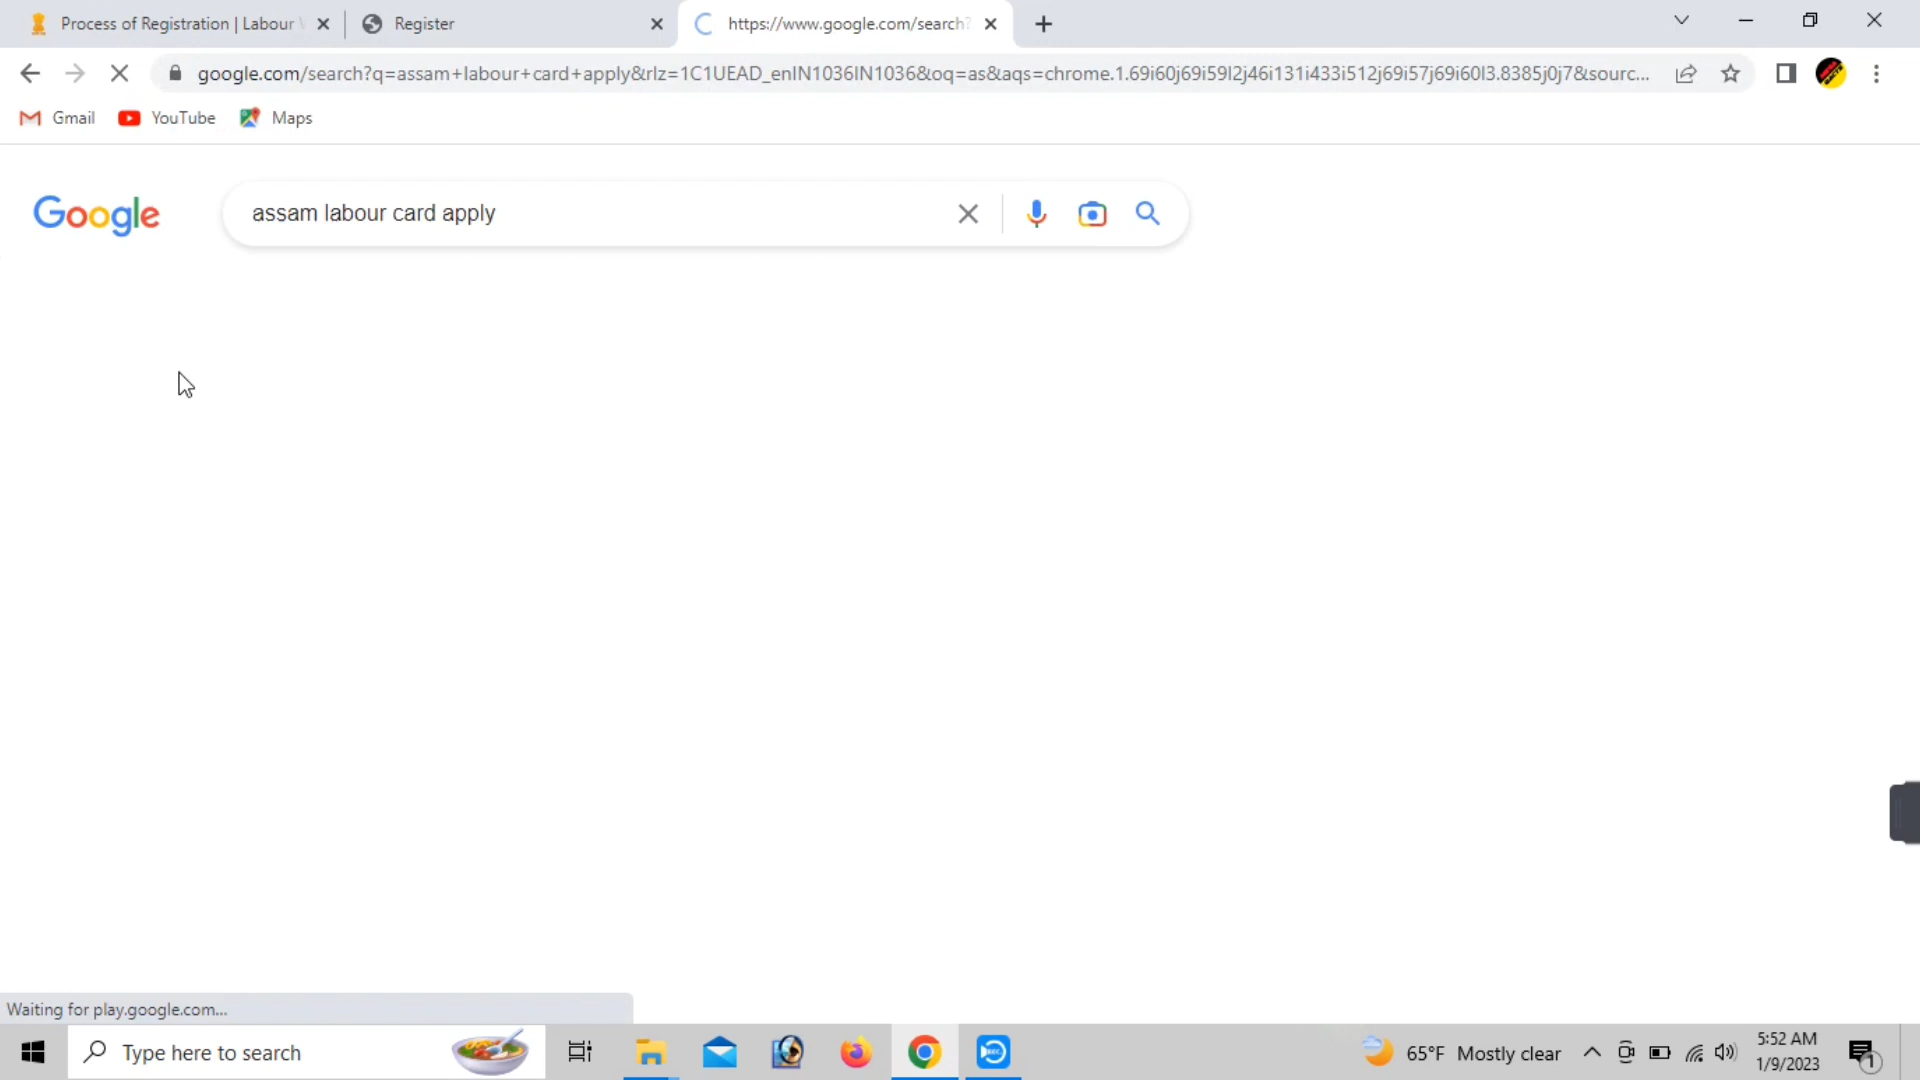 Process of Registration | Labour
Register
https://www.google.com/search?
google.com/search?q=assam+labour+card+apply&rlz=1C1UEAD_enIN1036IN1036&oq=as&aqs=chrome.1.69i60j69i59l2j46i131i433i512j69i57j69i60l3.8385j0j7&sourc...
Gmail
YouTube
Maps
Google
assam labour card apply
Waiting for play.google.com...
Type here to search
REC
65°F Mostly clear
5:52 AM
1/9/2023
1